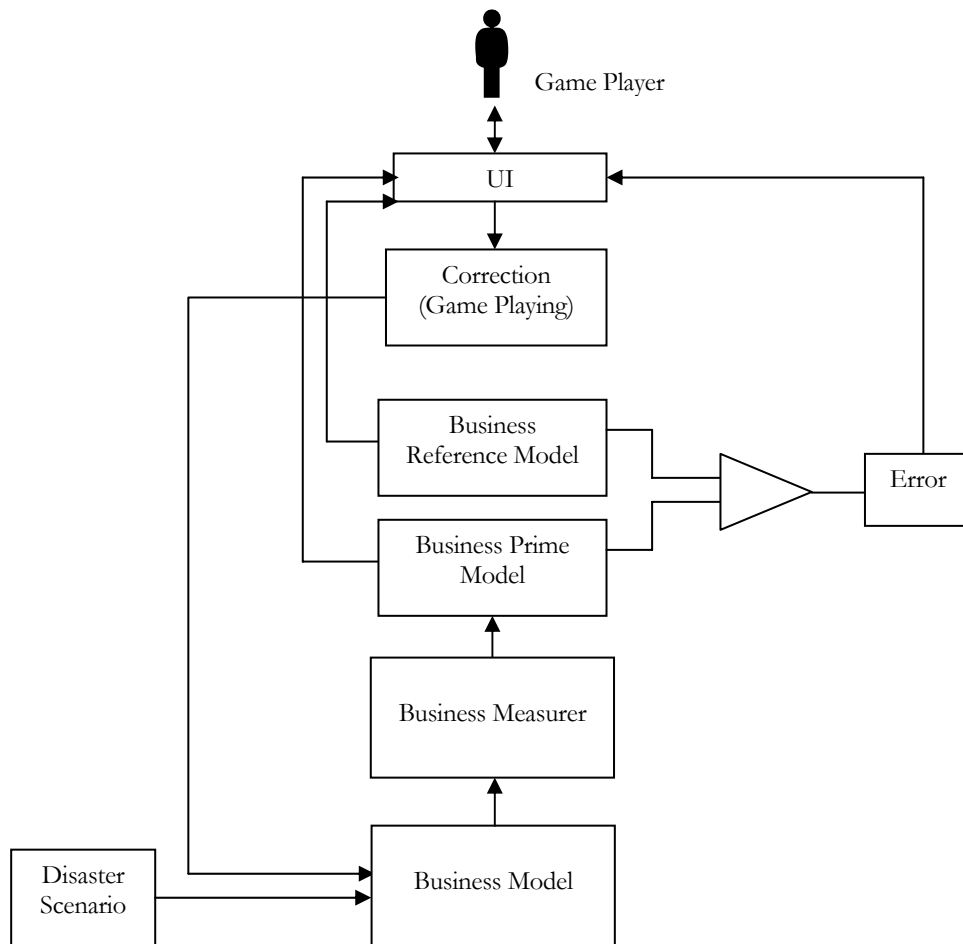 Game Player
UI
Correction
(Game Playing)
Business
Reference Model
Error
Business Prime
Model
Business Measurer
Disaster
Scenario
Business Model